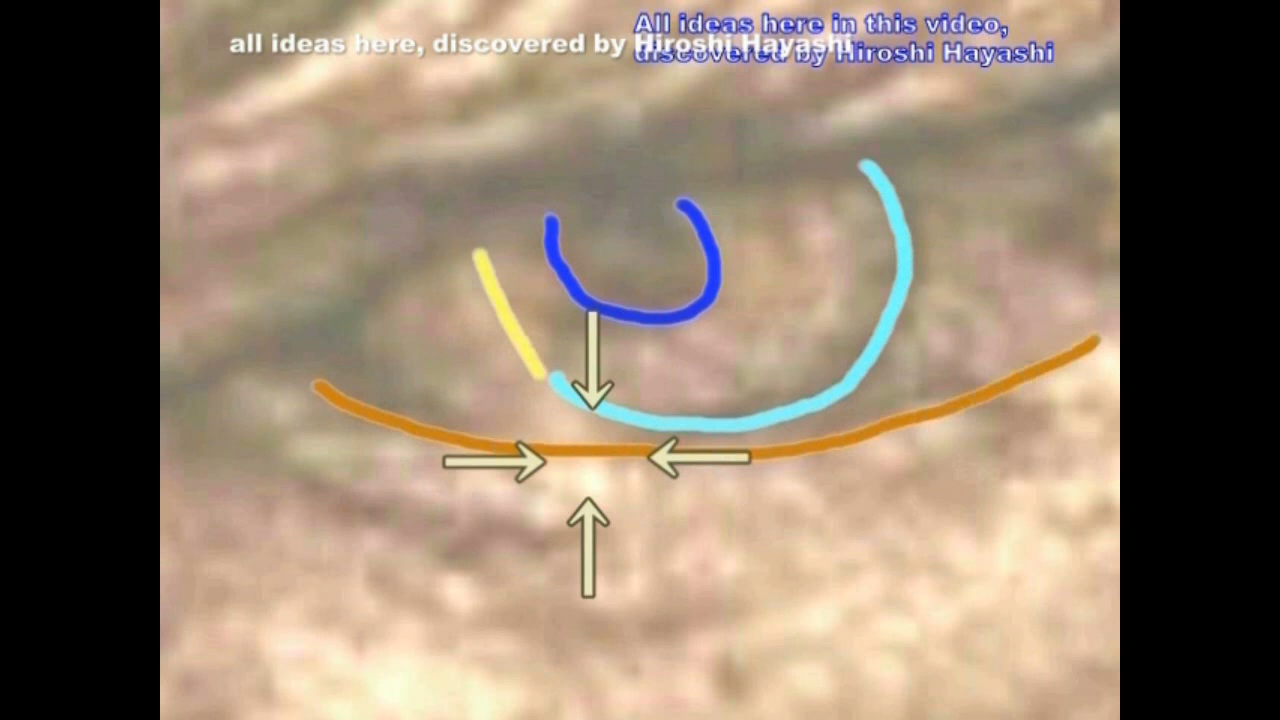 All ideas here in this video,
all ideas here, discovered by Hiroshi Hayashi
discovered by Hiroshi Hayashi